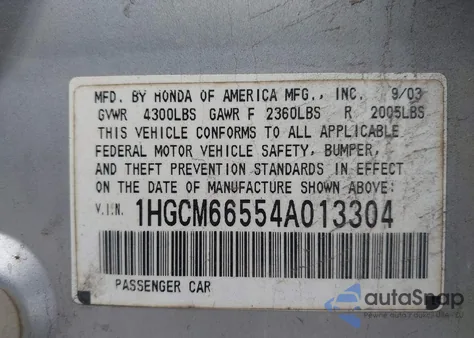 MFD. BY HONDA OF AMERICA MFG., INC. 9/03
GVWR 4300LBS GAWR F 2360LBS R 2005LBS
THIS VEHICLE CONFORMS TO ALL APPLICABLE
FEDERAL MOTOR VEHICLE SAFETY, BUMPER,
AND THEFT PREVENTION STANDARDS IN EFFECT
ON THE DATE OF MANUFACTURE SHOWN ABOVE:
V.I.N. 1HGCM66554A013304
PASSENGER CAR
autoSnap